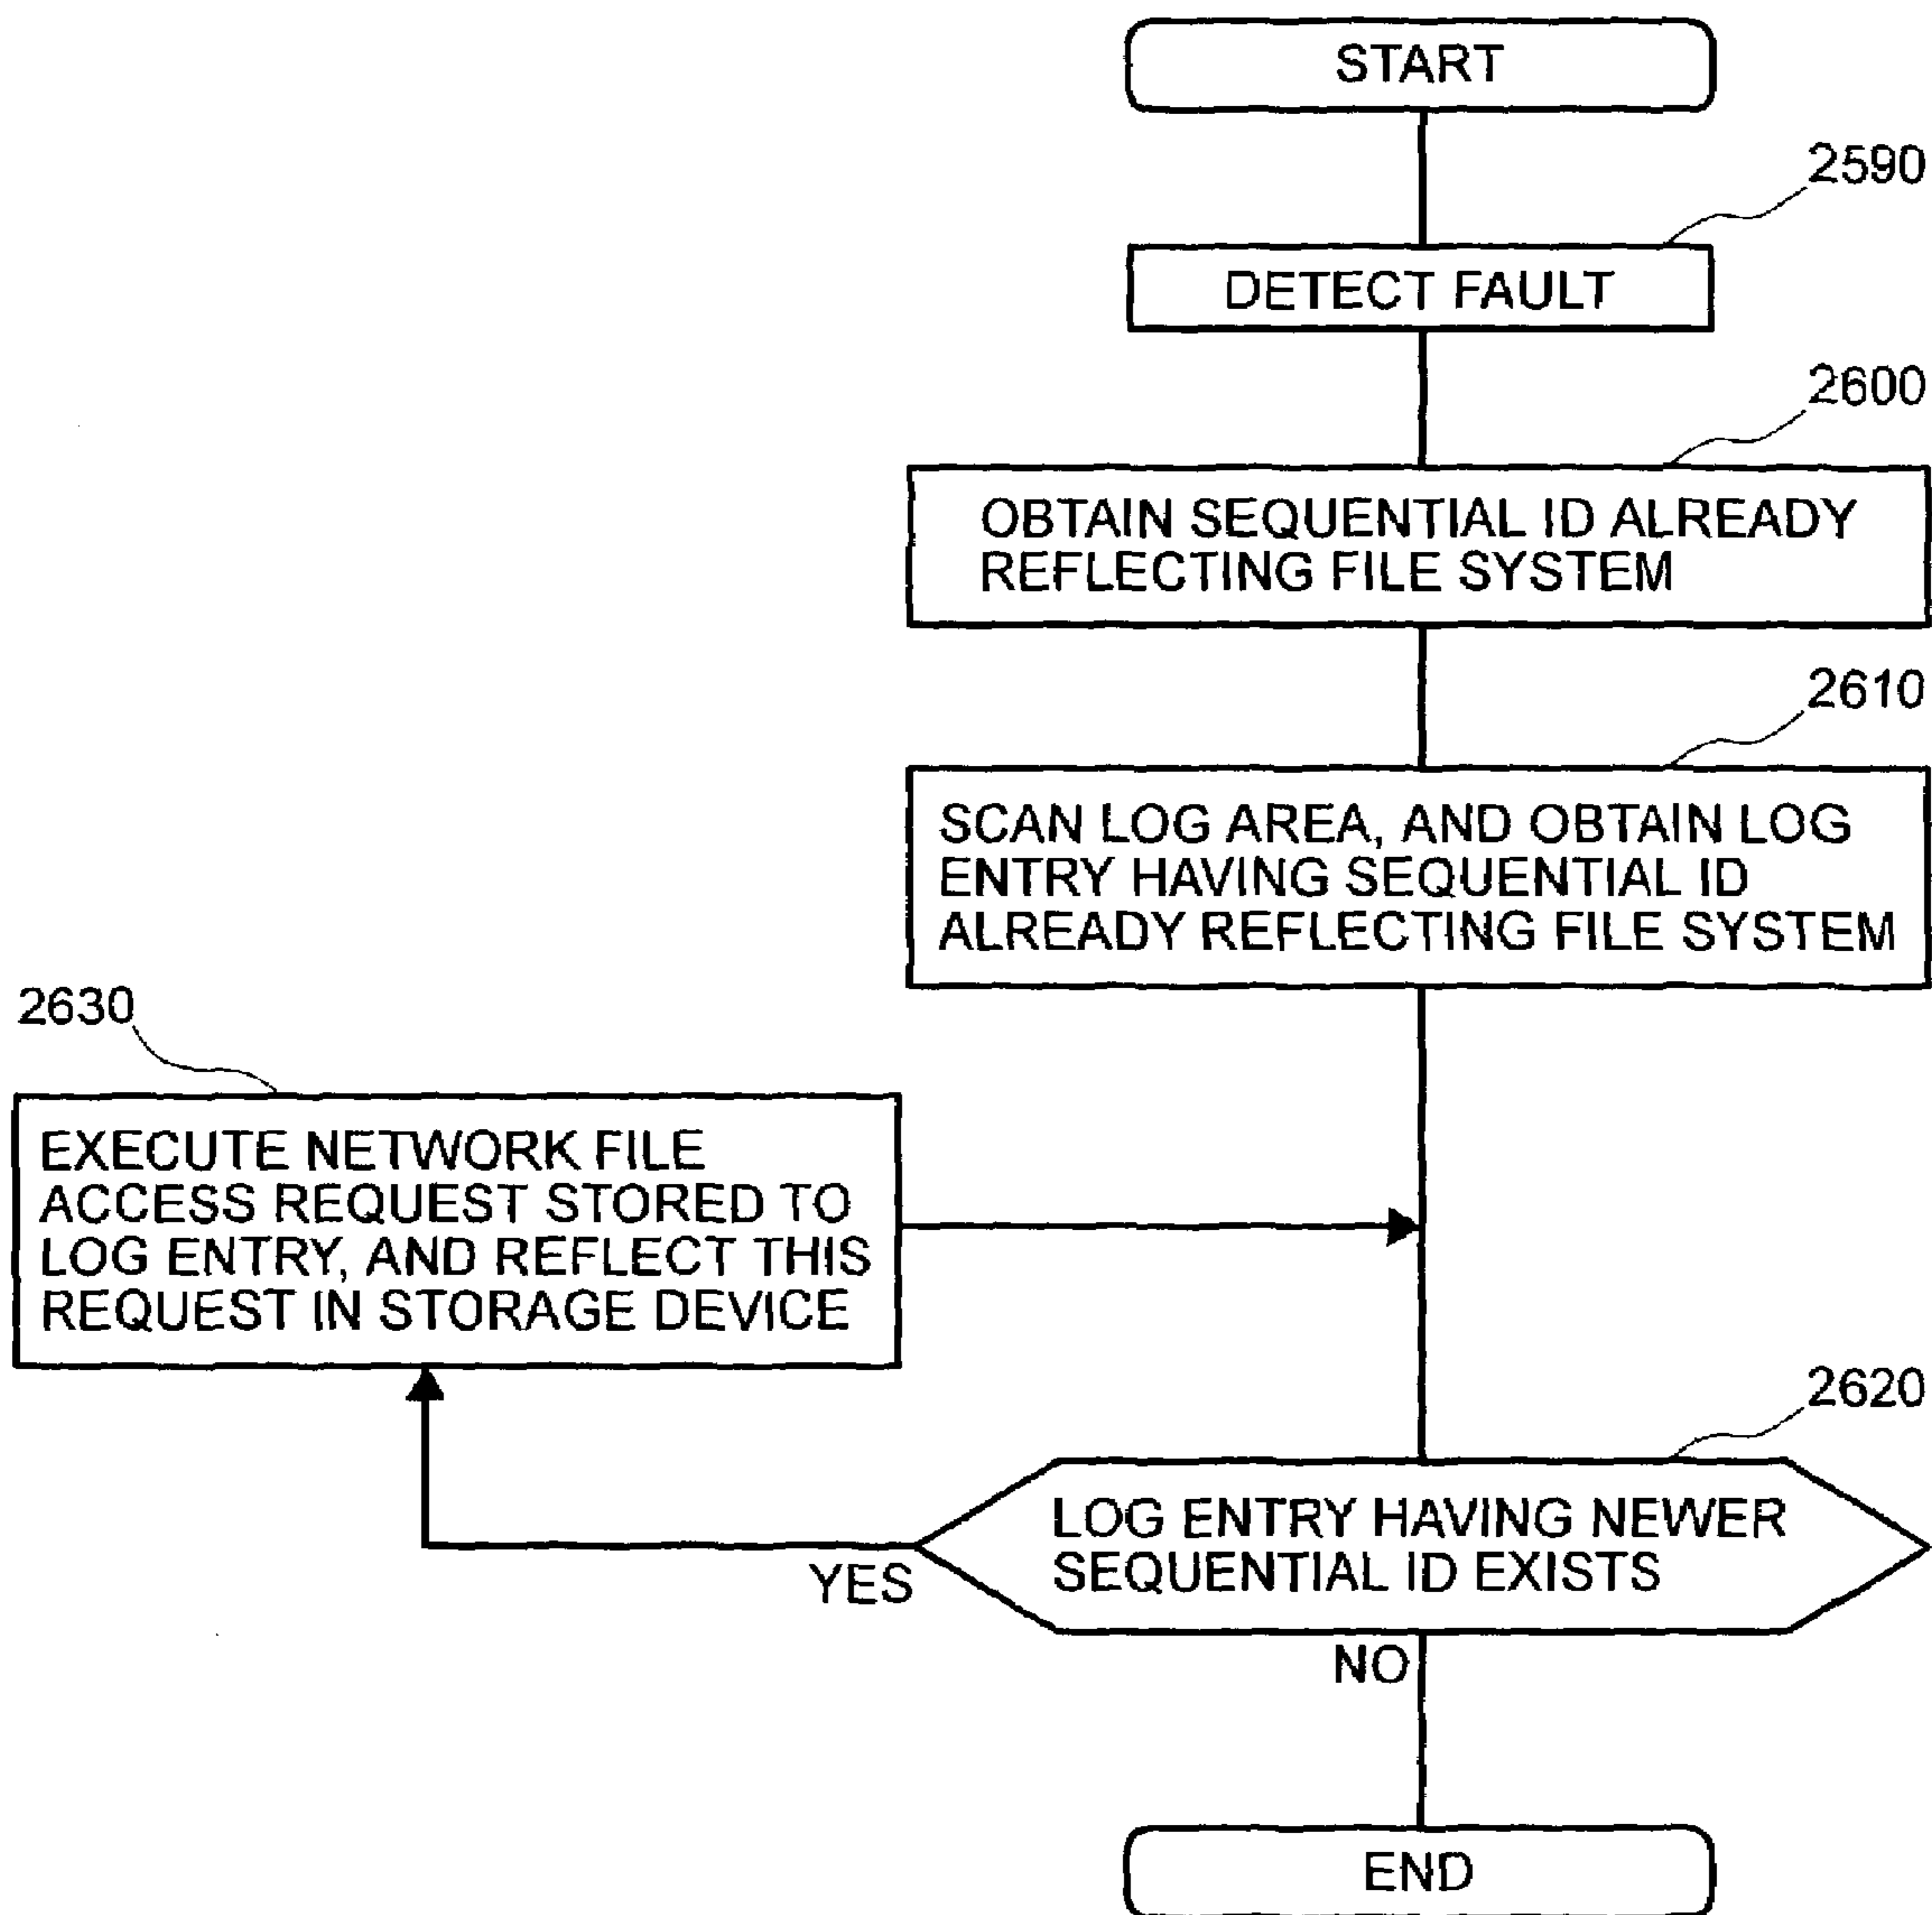 START
2590
DETECT FAULT
2600
OBTAIN SEQUENTIAL ID ALREADY
REFLECTING FILE SYSTEM
2610
SCAN LOG AREA, AND OBTAIN LOG
ENTRY HAVING SEQUENTIAL ID
ALREADY REFLECTING FILE SYSTEM
2630
EXECUTE NETWORK FILE
ACCESS REQUEST STORED TO
LOG ENTRY, AND REFLECT THIS
REQUEST IN STORAGE DEVICE
2620
LOG ENTRY HAVING NEWER
SEQUENTIAL ID EXISTS
YES
NO
END